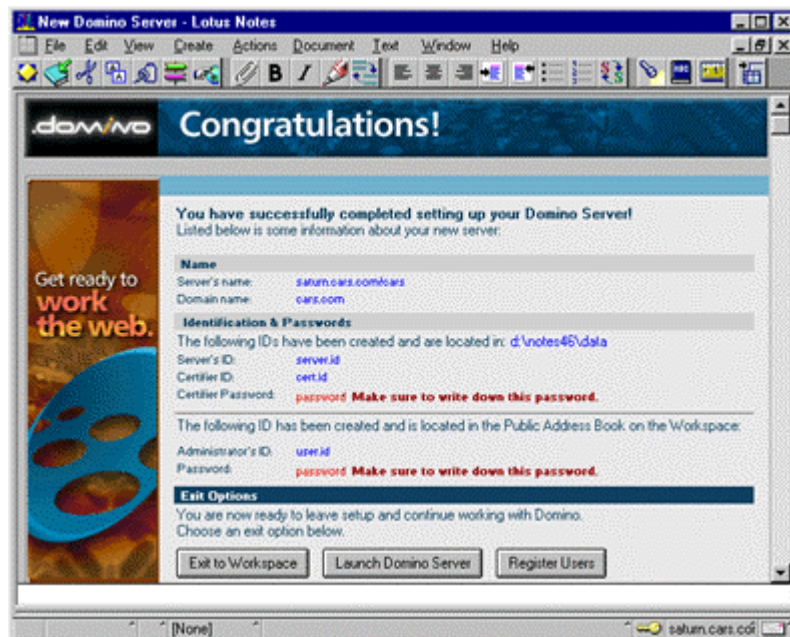 New Domino Server - Lotus Notes
File Edit View Create Actions Document Text Window Help
B I
domino
Congratulations!
Get ready to
work
the web.
You have successfully completed setting up your Domino Server!
Listed below is some information about your new server:
Name
Server's name: saturn.cars.com/cars
Domain name: cars.com
Identification & Passwords
The following IDs have been created and are located in: d:\notes46\data
Server's ID: server.id
Certifier ID: cert.id
Certifier Password: password Make sure to write down this password.
The following ID has been created and is located in the Public Address Book on the Workspace:
Administrator's ID: user.id
Password: password Make sure to write down this password.
Exit Options
You are now ready to leave setup and continue working with Domino.
Choose an exit option below.
Exit to Workspace Launch Domino Server Register Users
[None] saturn.cars.cor